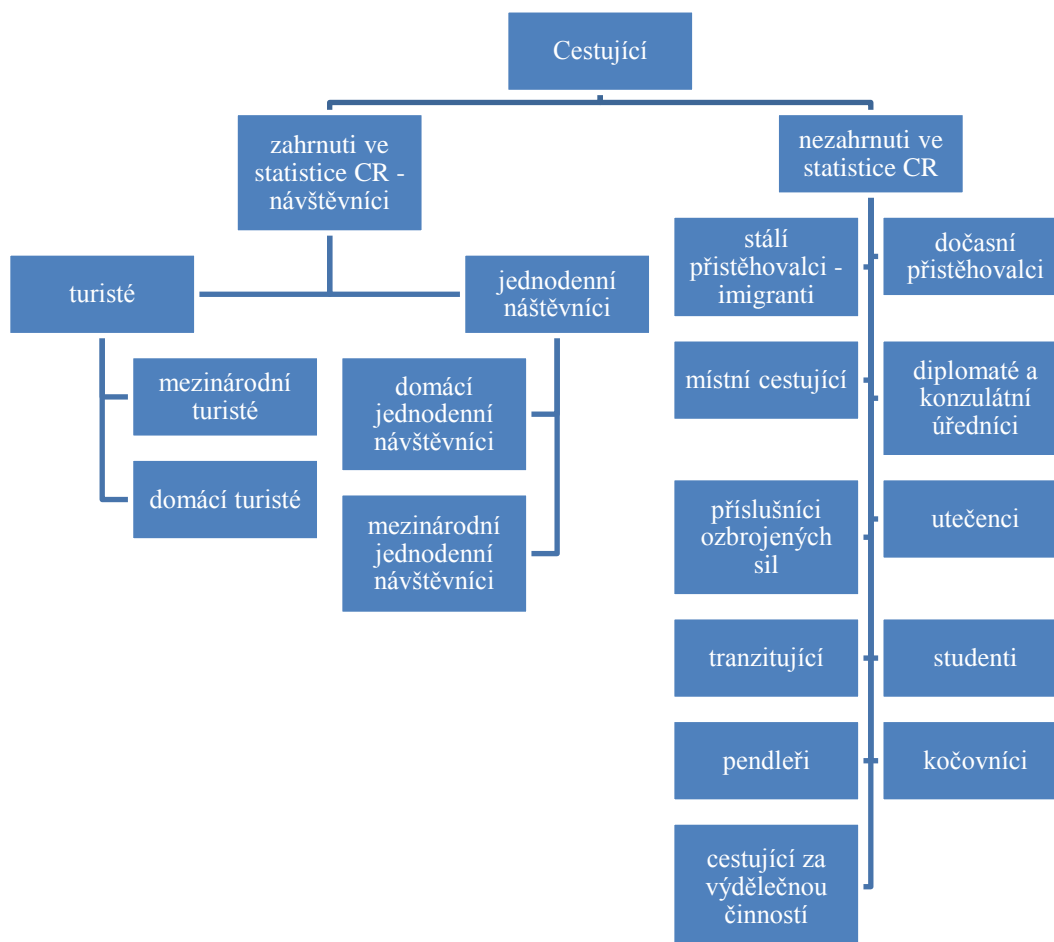 Cestující
zahrnuti ve
statistice CR -
návštěvníci
nezahrnuti ve
statistice CR
turisté
jednodenní
náštěvníci
mezinárodní
turisté
domácí turisté
domácí
jednodenní
návštěvníci
mezinárodní
jednodenní
návštěvníci
stálí
přistěhovalci -
imigranti
dočasní
přistěhovalci
místní cestující
diplomaté a
konzulátní
úředníci
příslušníci
ozbrojených
sil
utečenci
tranzitující
studenti
pendleři
kočovníci
cestující za
výdělečnou
činností